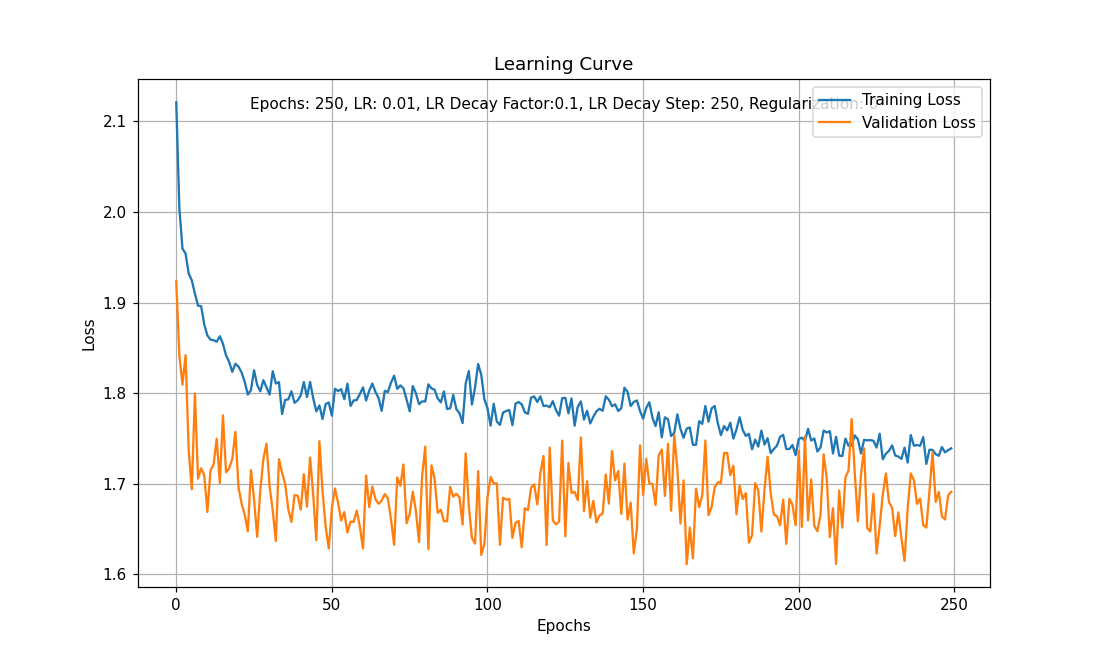 Learning Curve
Epochs: 250, LR: 0.01, LR Decay Factor:0.1, LR Decay Step: 250, Regularization: 0
Training Loss
Validation Loss
2.1
2.0
1.9
1.8
1.7
1.6
Loss
0 50 100 150 200 250
Epochs